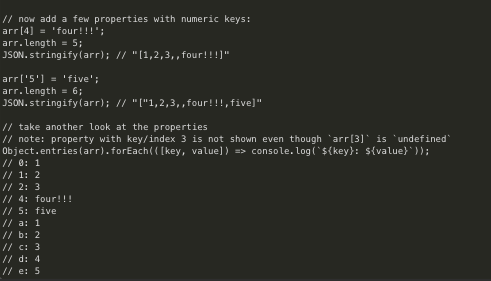 // now add a few properties with numeric keys:
arr[4] = 'four!!!';
arr.length = 5;
JSON.stringify(arr); // "[1,2,3,,four!!!]"
arr['5'] = 'five';
arr.length = 6;
JSON.stringify(arr); // "["1,2,3,,four!!!,five]"
// take another look at the properties
// note: property with key/index 3 is not shown even though `arr[3]` is `undefined`
Object.entries(arr).forEach(([key, value]) => console.log(`${key}: ${value}`));
// 0: 1
// 1: 2
// 2: 3
// 4: four!!!
// 5: five
// a: 1
// b: 2
// c: 3
// d: 4
// e: 5